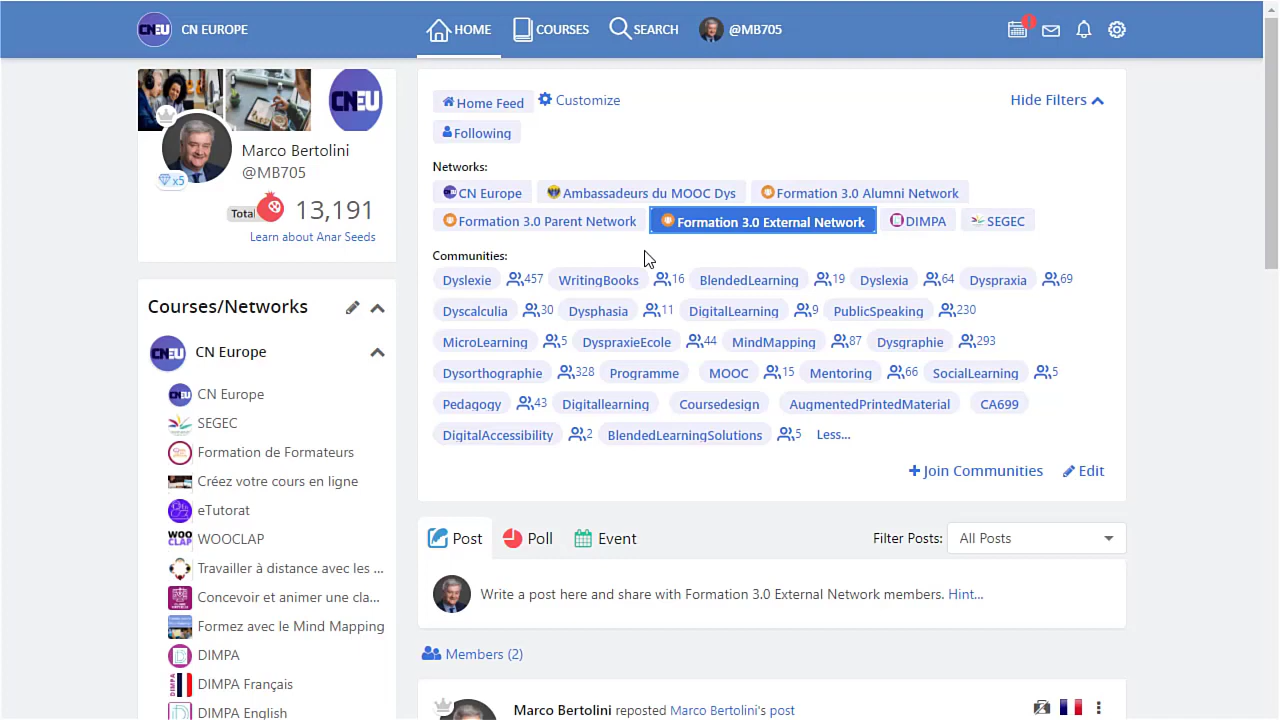 CNEU CN EUROPE HOME COURSES SEARCH @MB705 1
CNEU
Marco Bertolini
@MB705
x5
Total 13,191
Learn about Anar Seeds
Courses/Networks
CNEU CN Europe
CN Europe
SEGEC
Formation de Formateurs
Créez votre cours en ligne
eTutorat
WOO CLAP WOOCLAP
Travailler à distance avec les ...
Concevoir et animer une cla...
Formez avec le Mind Mapping
DIMPA
DIMPA Français
DIMPA English
Home Feed Customize Hide Filters
Following
Networks:
CN Europe Ambassadeurs du MOOC Dys Formation 3.0 Alumni Network
Formation 3.0 Parent Network Formation 3.0 External Network DIMPA SEGEC
Communities:
Dyslexie 457 WritingBooks 16 BlendedLearning 19 Dyslexia 64 Dyspraxia 69
Dyscalculia 30 Dysphasia 11 DigitalLearning 9 PublicSpeaking 230
MicroLearning 5 DyspraxieEcole 44 MindMapping 87 Dysgraphie 293
Dysorthographie 328 Programme MOOC 15 Mentoring 66 SocialLearning 5
Pedagogy 43 Digitallearning Coursedesign AugmentedPrintedMaterial CA699
DigitalAccessibility 2 BlendedLearningSolutions 5 Less...
+ Join Communities Edit
Post Poll Event Filter Posts: All Posts
Write a post here and share with Formation 3.0 External Network members. Hint...
Members (2)
Marco Bertolini reposted Marco Bertolini's post